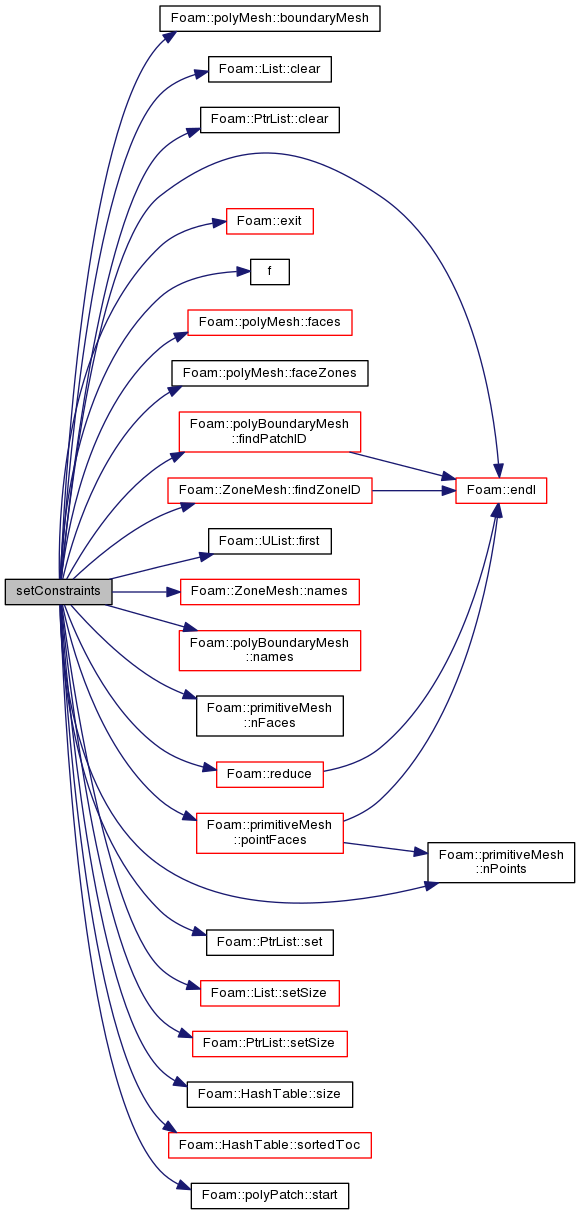 Foam::polyMesh::boundaryMesh
Foam::List::clear
Foam::PtrList::clear
Foam::exit
f
Foam::polyMesh::faces
Foam::polyMesh::faceZones
Foam::polyBoundaryMesh
::findPatchID
Foam::endl
Foam::ZoneMesh::findZoneID
Foam::UList::first
setConstraints
Foam::ZoneMesh::names
Foam::polyBoundaryMesh
::names
Foam::primitiveMesh
::nFaces
Foam::reduce
Foam::primitiveMesh
::pointFaces
Foam::primitiveMesh
::nPoints
Foam::PtrList::set
Foam::List::setSize
Foam::PtrList::setSize
Foam::HashTable::size
Foam::HashTable::sortedToc
Foam::polyPatch::start